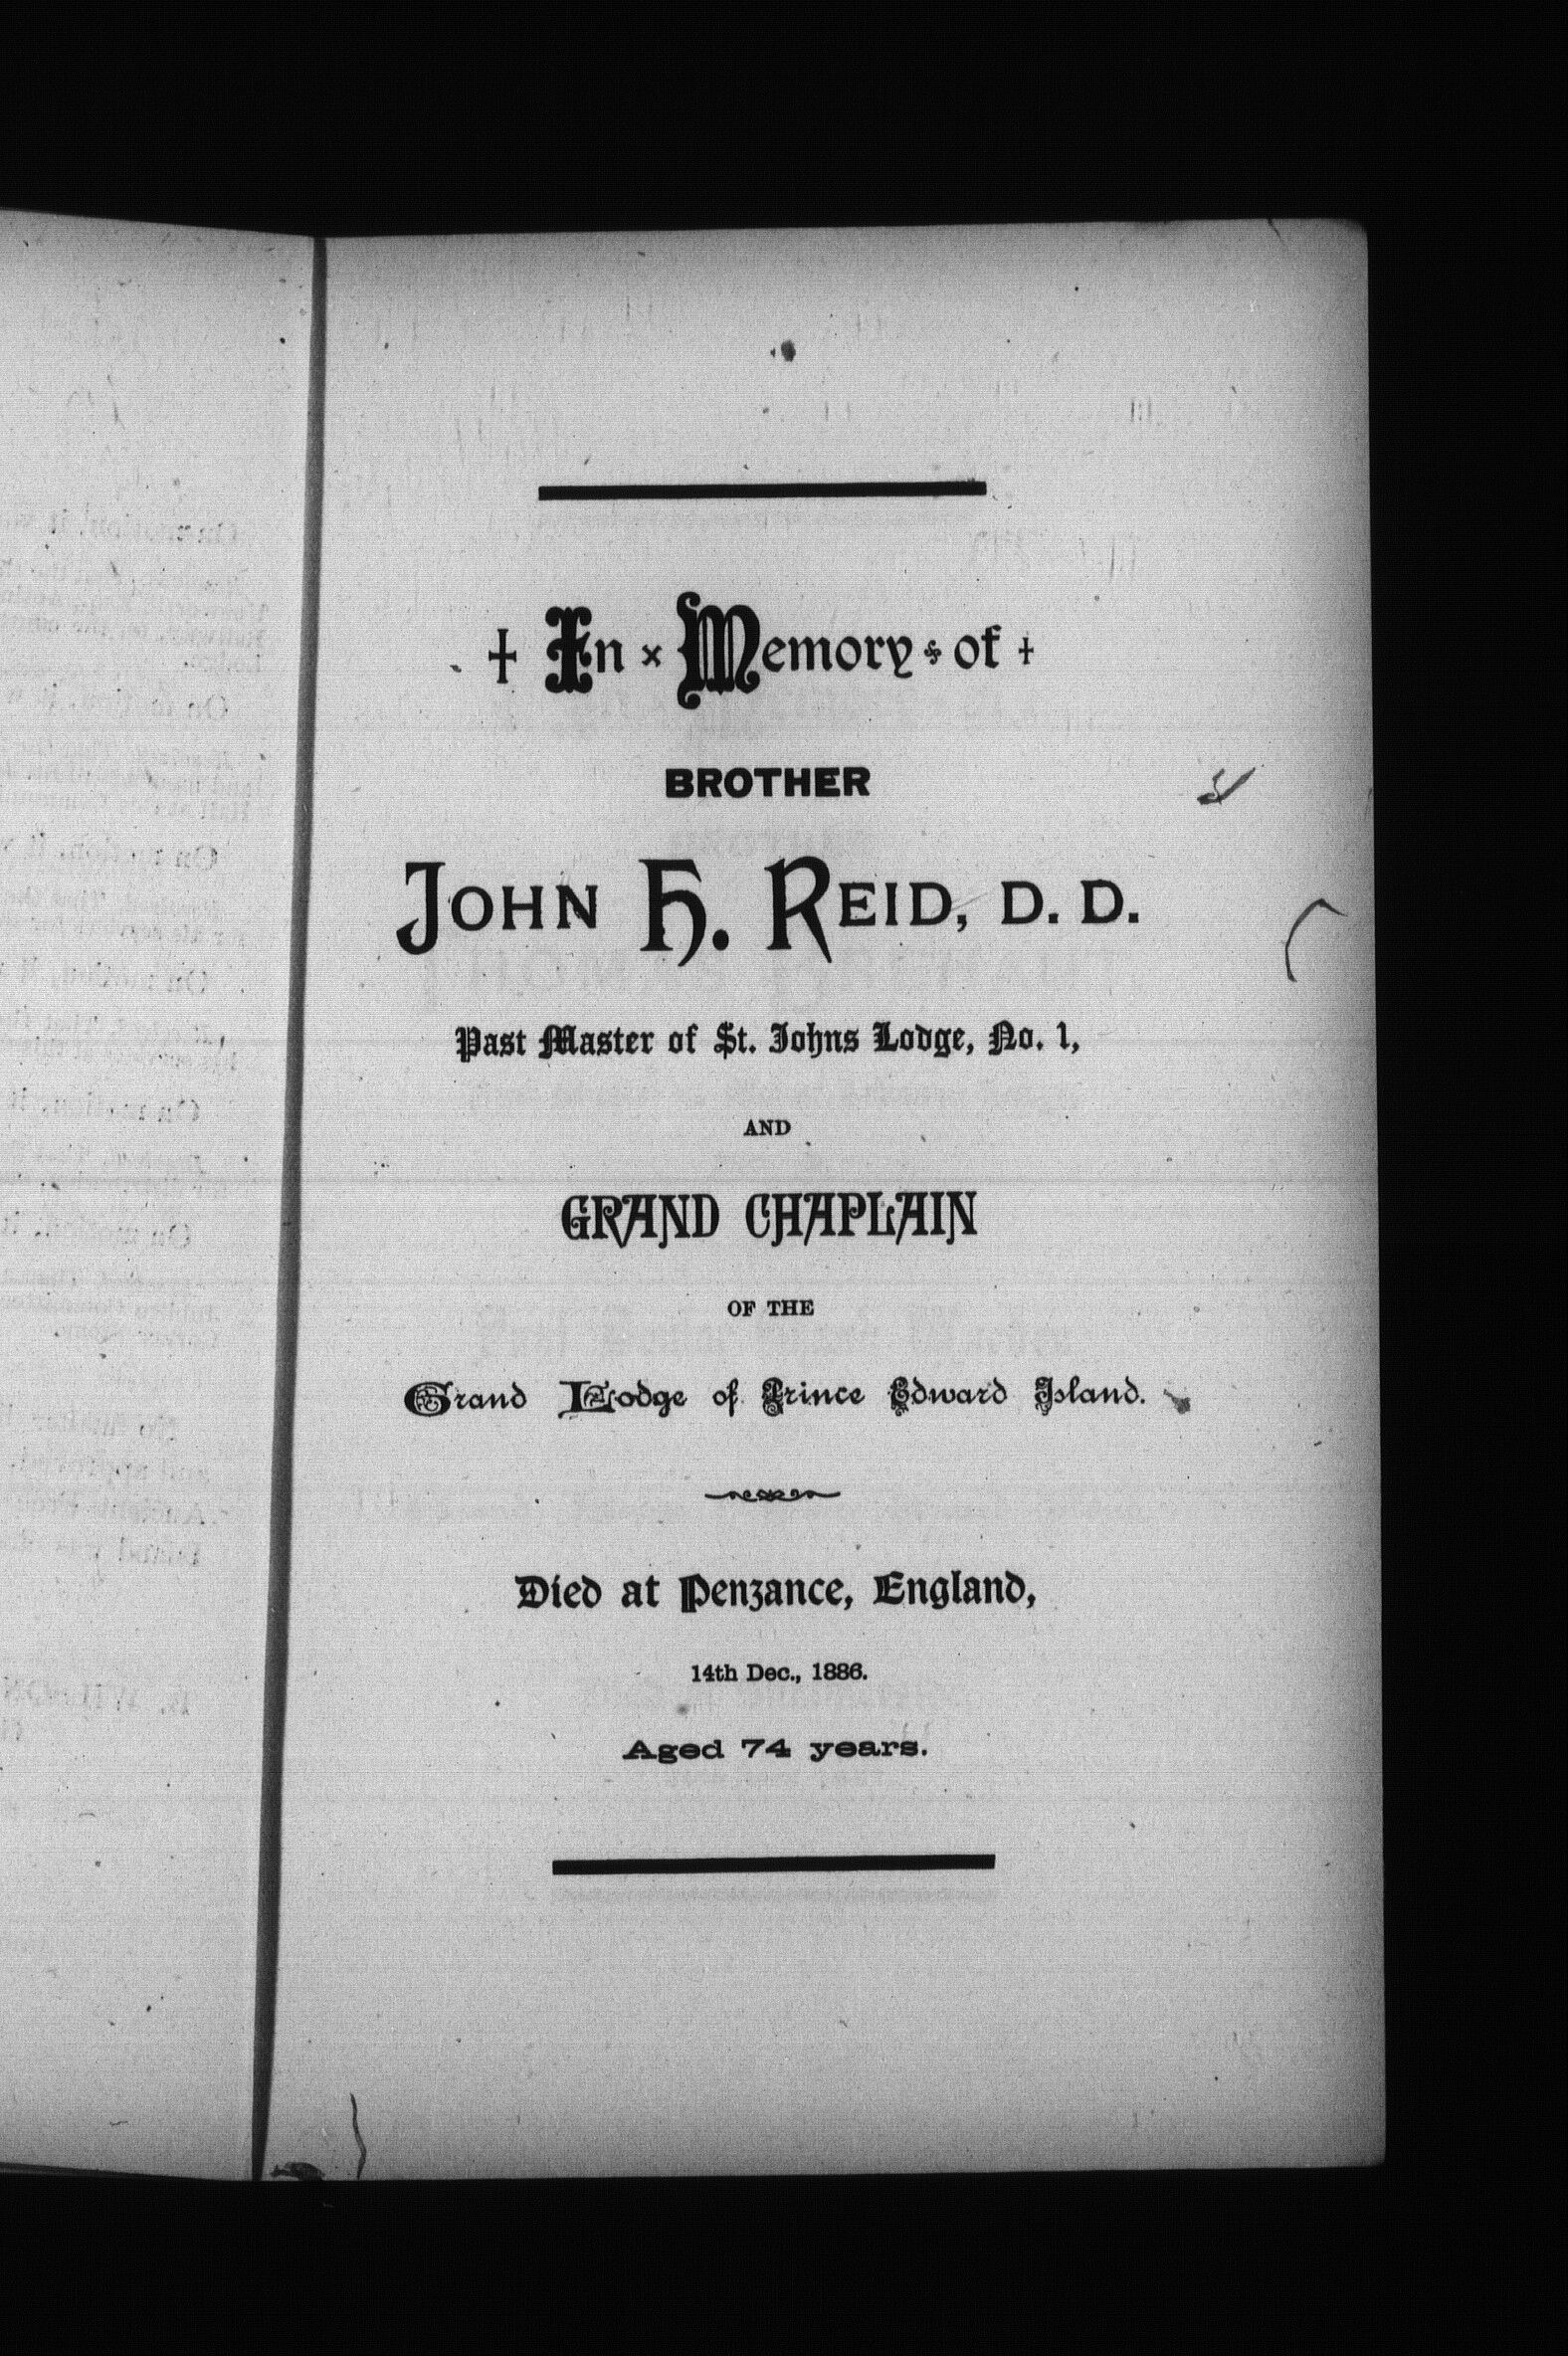 In Memory of
BROTHER
JOHN H. REID, D. D.
Past Master of St. Johns Lodge, No. 1,
AND
GRAND CHAPLAIN
OF THE
Grand Lodge of Prince Edward Island.
Died at Penzance, England,
14th Dec., 1886.
Aged 74 years.